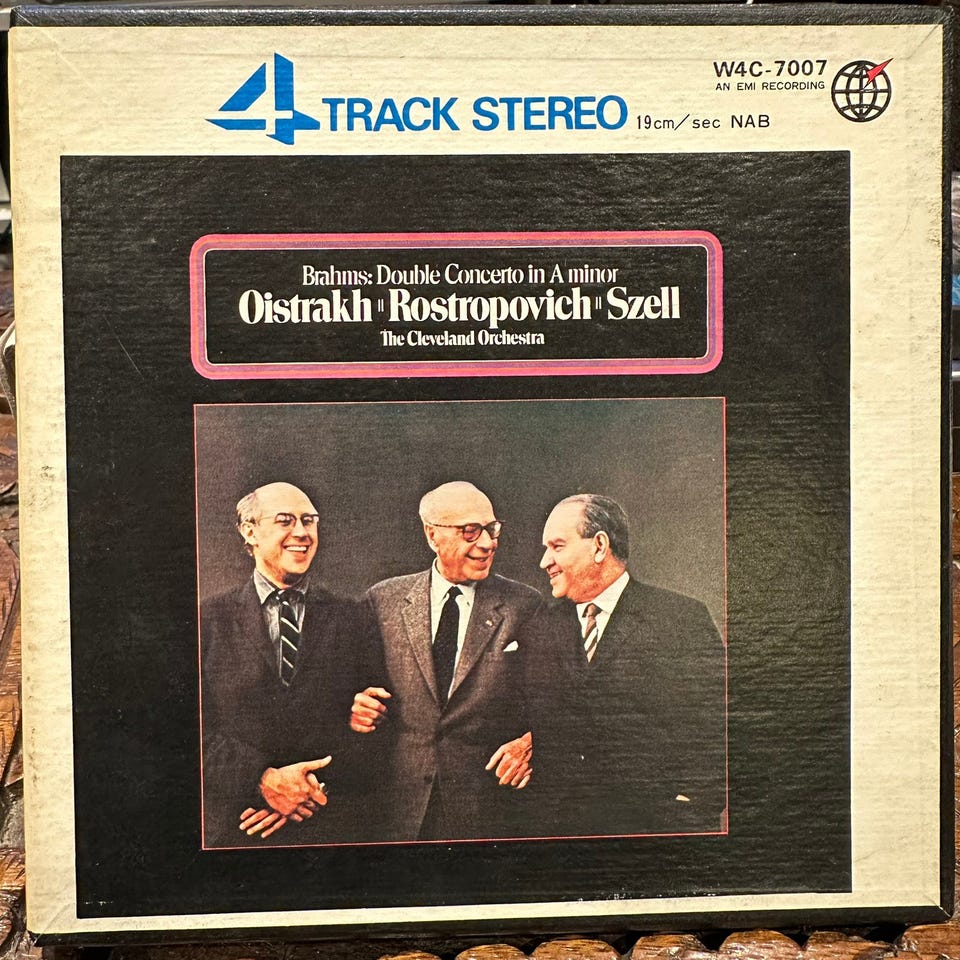 4 TRACK STEREO 19cm/sec NAB
W4C-7007
AN EMI RECORDING
Brahms: Double Concerto in A minor
Oistrakh " Rostropovich " Szell
The Cleveland Orchestra